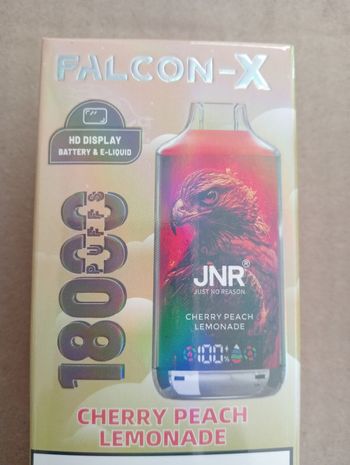 FALCON-X
HD DISPLAY
BATTERY & E-LIQUID
18000
PUFFS
JNR®
JUST NO REASON
CHERRY PEACH
LEMONADE
100%
CHERRY PEACH
LEMONADE